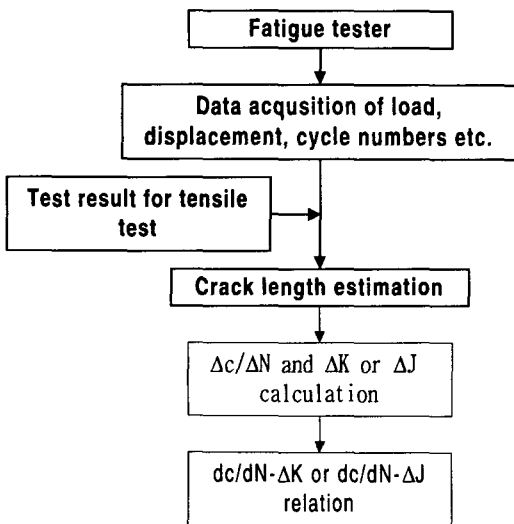 Fatigue tester
Data acqusition of load,
displacement, cycle numbers etc.
Test result for tensile
test
Crack length estimation
Δc/ΔN and ΔK or ΔJ
calculation
dc/dN-ΔK or dc/dN-ΔJ
relation